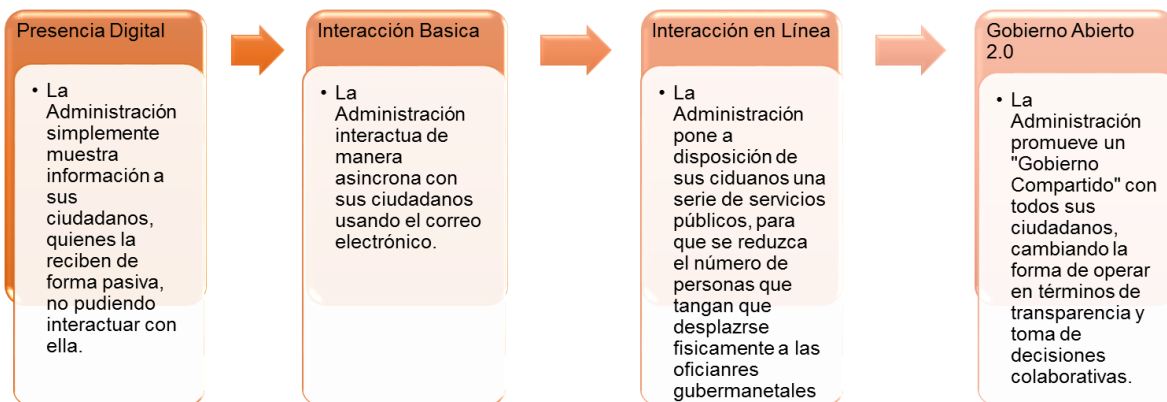 Presencia Digital
• La
Administración
simplemente
muestra
información a
sus
ciudadanos,
quienes la
reciben de
forma pasiva,
no pudiendo
interactuar con
ella.
Interacción Basica
• La
Administración
interactua de
manera
asincrona con
sus ciudadanos
usando el correo
electrónico.
Interacción en Línea
• La
Administración
pone a
disposición de
sus ciduanos una
serie de servicios
públicos, para
que se reduzca
el número de
personas que
tangan que
desplazrse
fisicamente a las
oficianres
gubermanetales
Gobierno Abierto
2.0
• La
Administración
promueve un
"Gobierno
Compartido" con
todos sus
ciudadanos,
cambiando la
forma de operar
en términos de
transparencia y
toma de
decisiones
colaborativas.